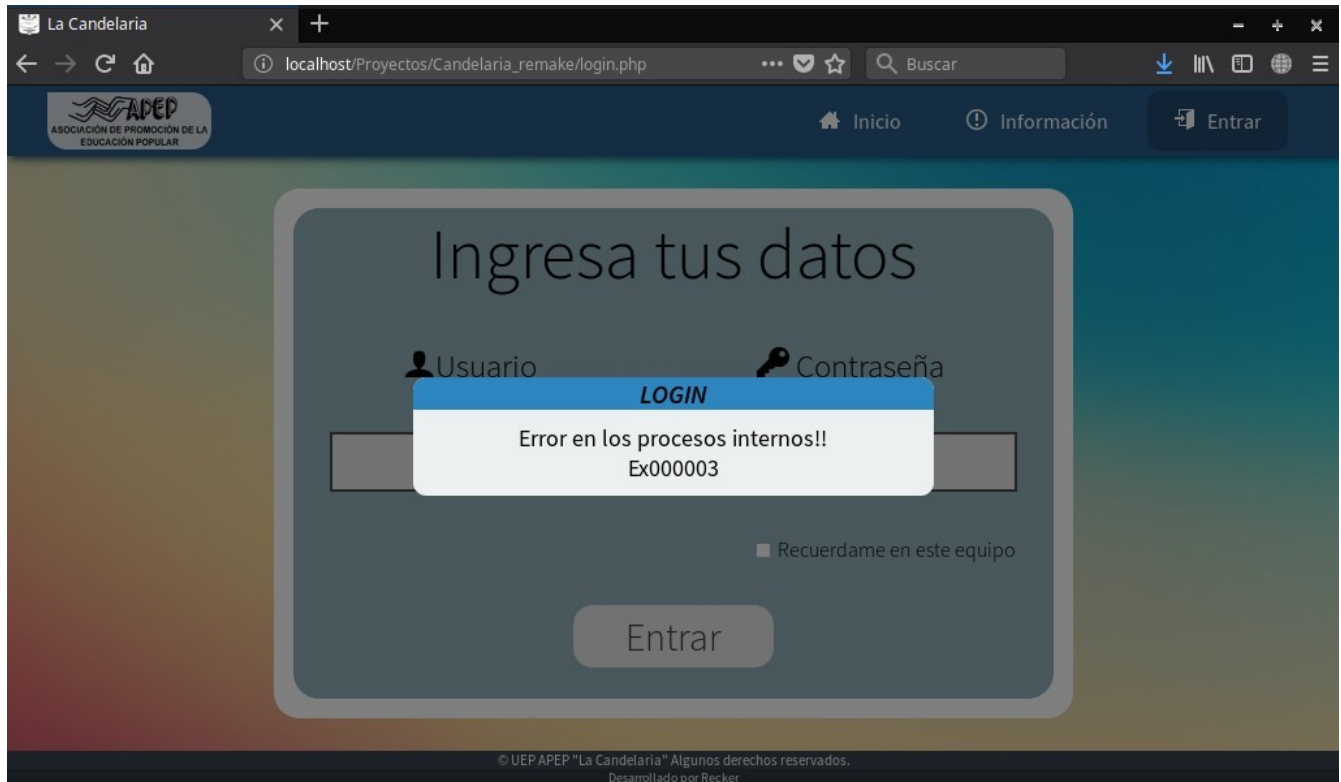 La Candelaria
localhost/Proyectos/Candelaria_remake/login.php
Buscar
APEP
ASOCIACIÓN DE PROMOCIÓN DE LA
EDUCACIÓN POPULAR
Inicio
Información
Entrar
Ingresa tus datos
Usuario
Contraseña
LOGIN
Error en los procesos internos!!
Ex000003
Recuerdame en este equipo
Entrar
© UEP APEP "La Candelaria" Algunos derechos reservados.
Desarrollado por Recker